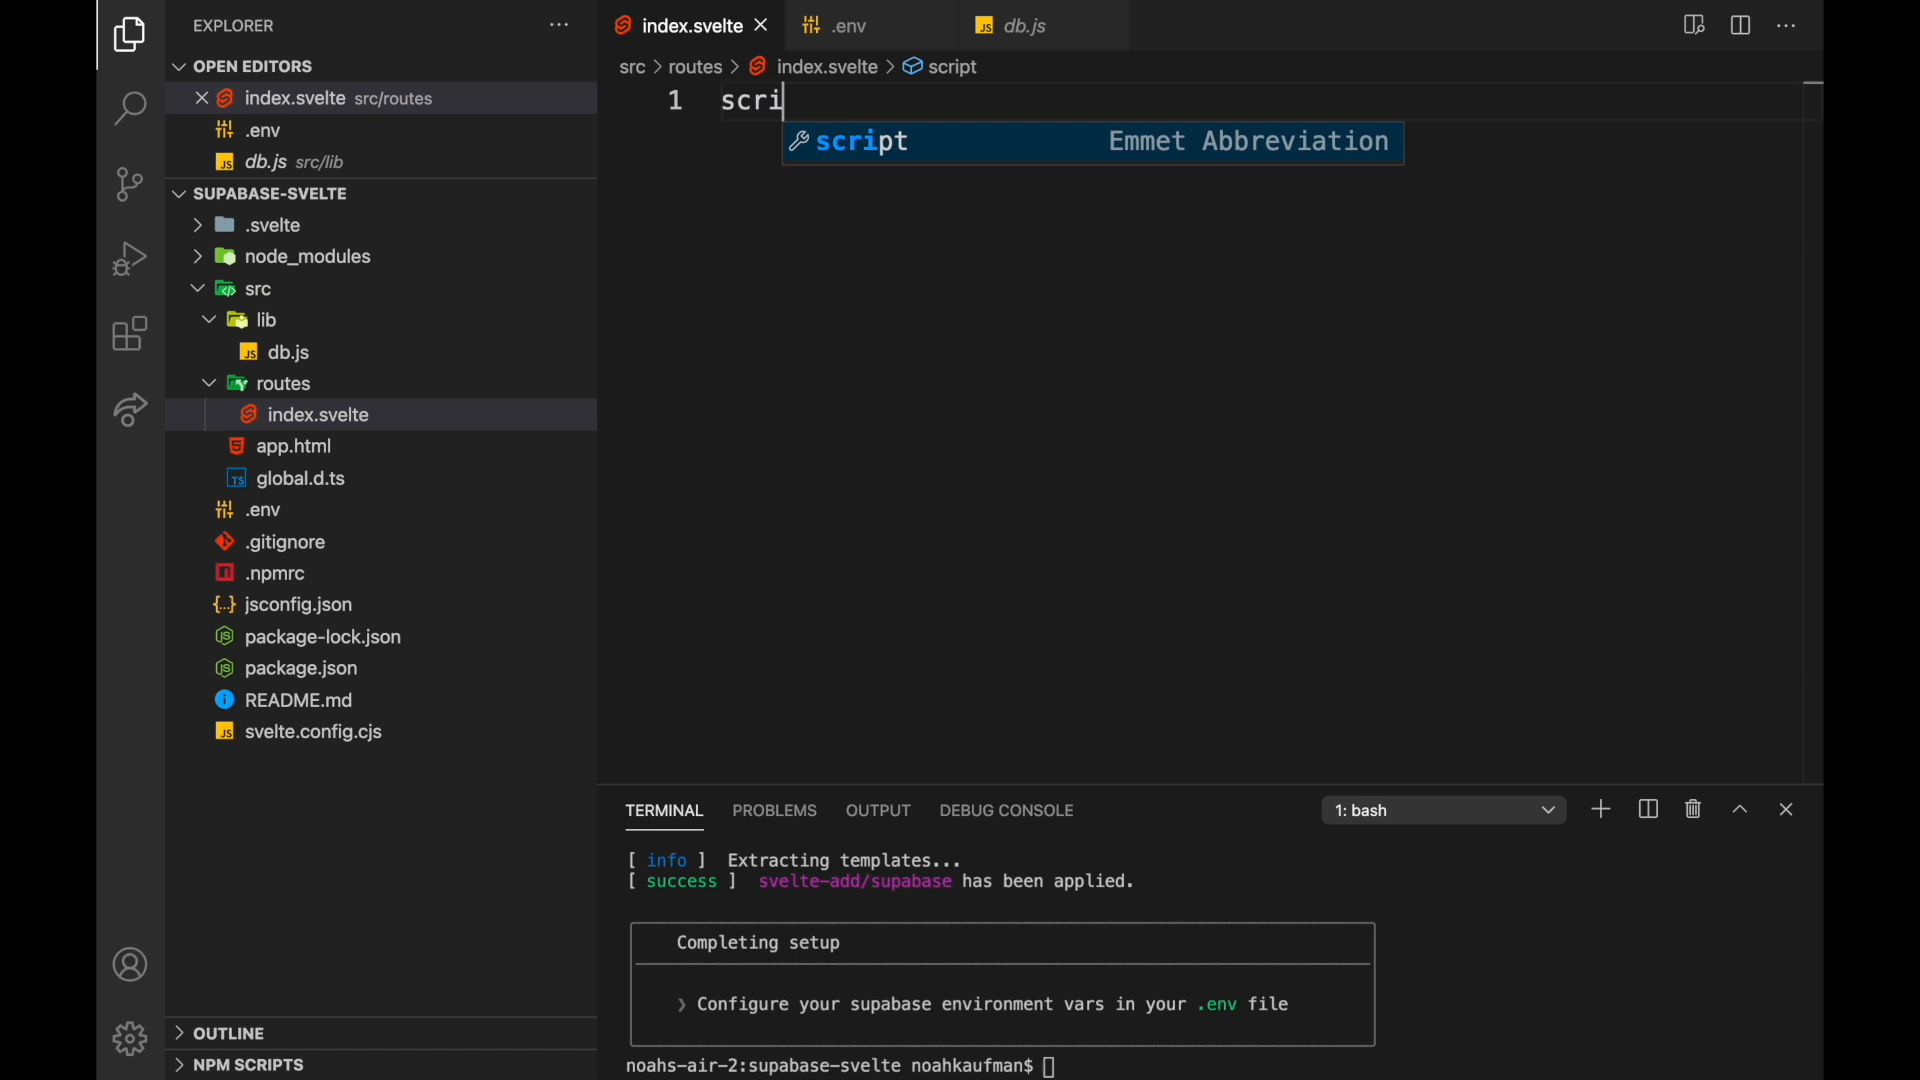 EXPLORER
OPEN EDITORS
index.svelte src/routes
.env
db.js src/lib
SUPABASE-SVELTE
.svelte
node_modules
src
lib
JS db.js
routes
index.svelte
app.html
TS global.d.ts
.env
.gitignore
.npmrc
{..} jsconfig.json
package-lock.json
package.json
README.md
JS svelte.config.cjs
OUTLINE
NPM SCRIPTS
index.svelte
.env
JS db.js
src > routes > index.svelte > script
1 scri
script Emmet Abbreviation
TERMINAL PROBLEMS OUTPUT DEBUG CONSOLE
1: bash
[ info ] Extracting templates...
[ success ] svelte-add/supabase has been applied.
Completing setup
❯ Configure your supabase environment vars in your .env file
noahs-air-2:supabase-svelte noahkaufman$